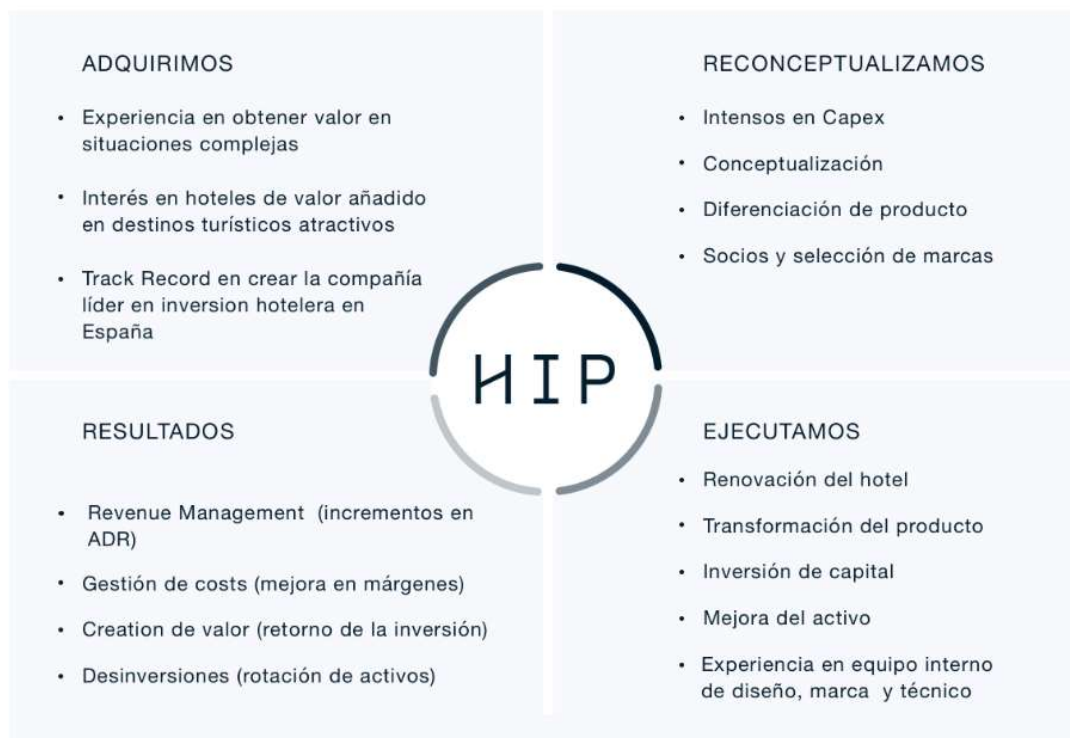 ADQUIRIMOS
• Experiencia en obtener valor en
situaciones complejas
• Interés en hoteles de valor añadido
en destinos turísticos atractivos
• Track Record en crear la compañía
líder en inversion hotelera en
España
RECONCEPTUALIZAMOS
• Intensos en Capex
• Conceptualización
• Diferenciación de producto
• Socios y selección de marcas
HIP
RESULTADOS
• Revenue Management (incrementos en
ADR)
• Gestión de costs (mejora en márgenes)
• Creation de valor (retorno de la inversión)
• Desinversiones (rotación de activos)
EJECUTAMOS
• Renovación del hotel
• Transformación del producto
• Inversión de capital
• Mejora del activo
• Experiencia en equipo interno
de diseño, marca y técnico